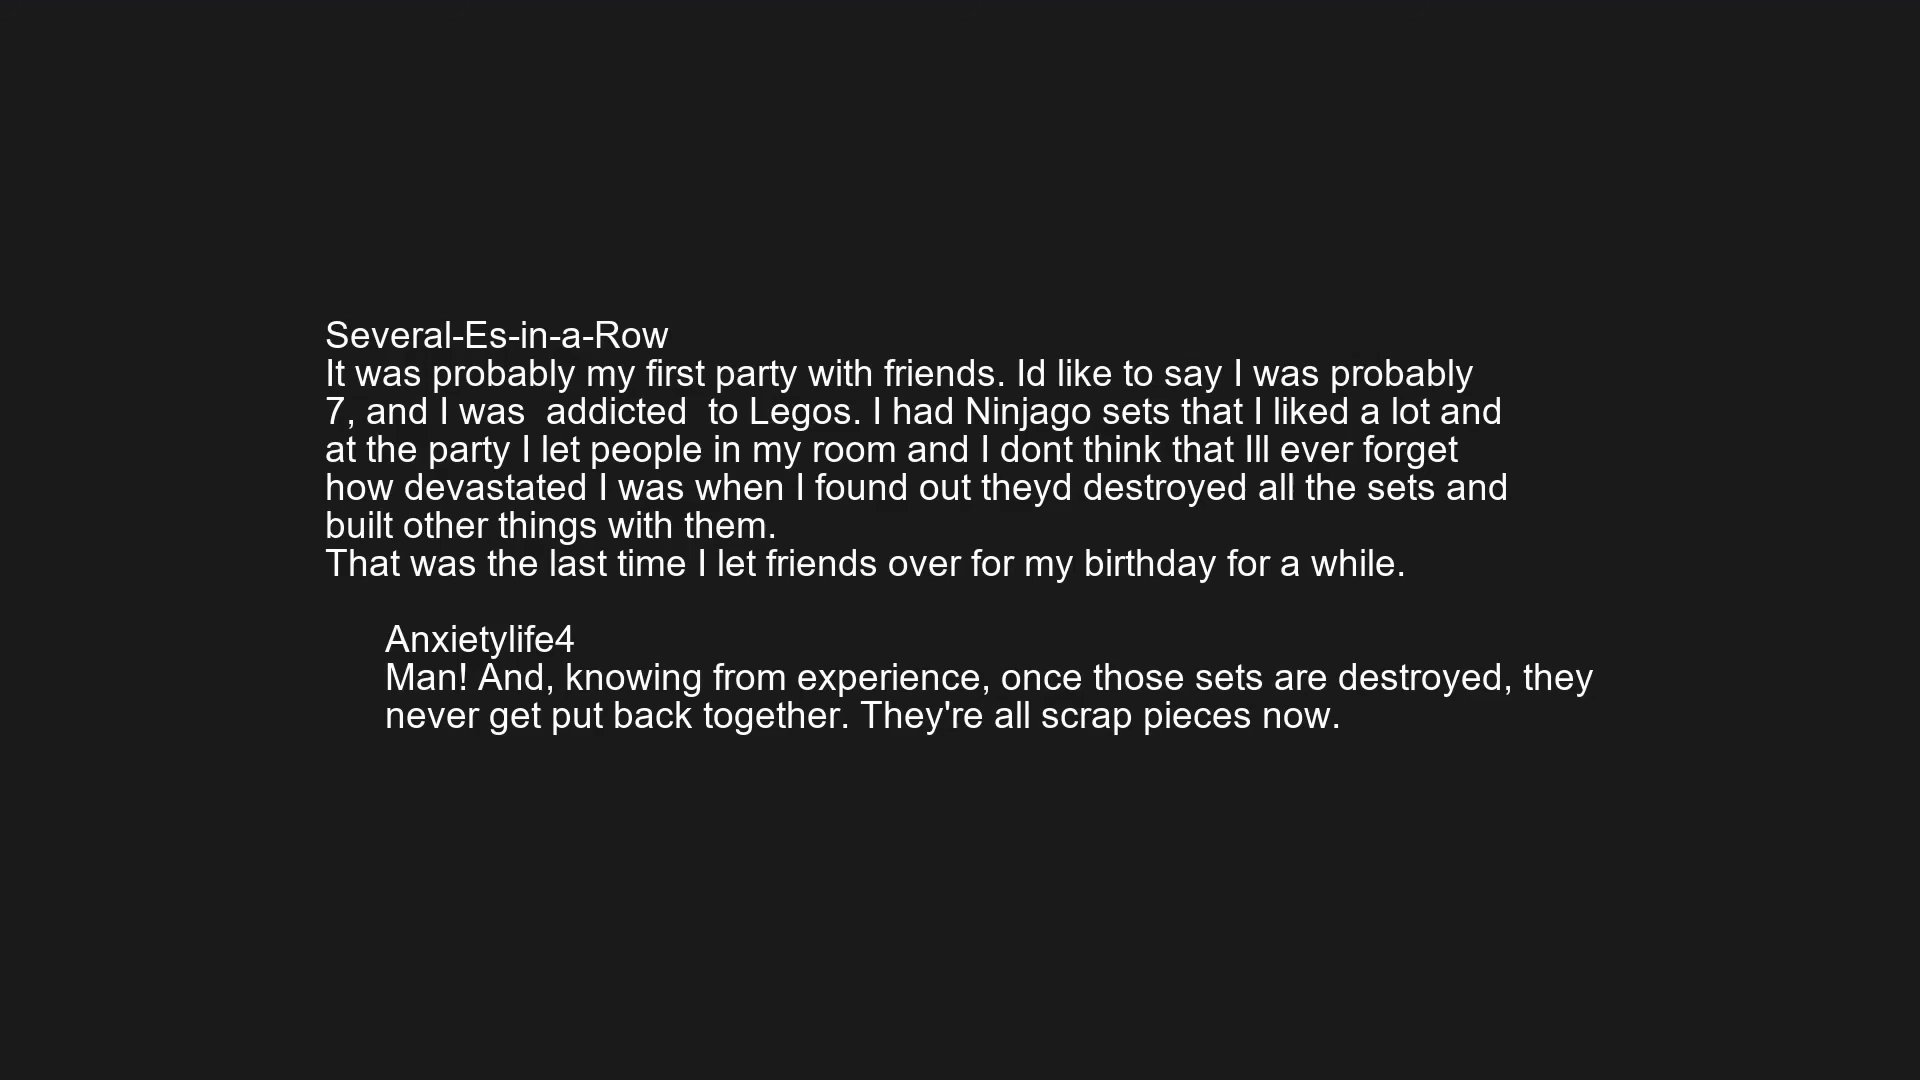 Several-Es-in-a-Row
It was probably my first party with friends. Id like to say I was probably
7, and I was  addicted  to Legos. I had Ninjago sets that I liked a lot and
at the party I let people in my room and I dont think that Ill ever forget
how devastated I was when I found out theyd destroyed all the sets and
built other things with them.
That was the last time I let friends over for my birthday for a while.
Anxietylife4
Man! And, knowing from experience, once those sets are destroyed, they
never get put back together. They're all scrap pieces now.